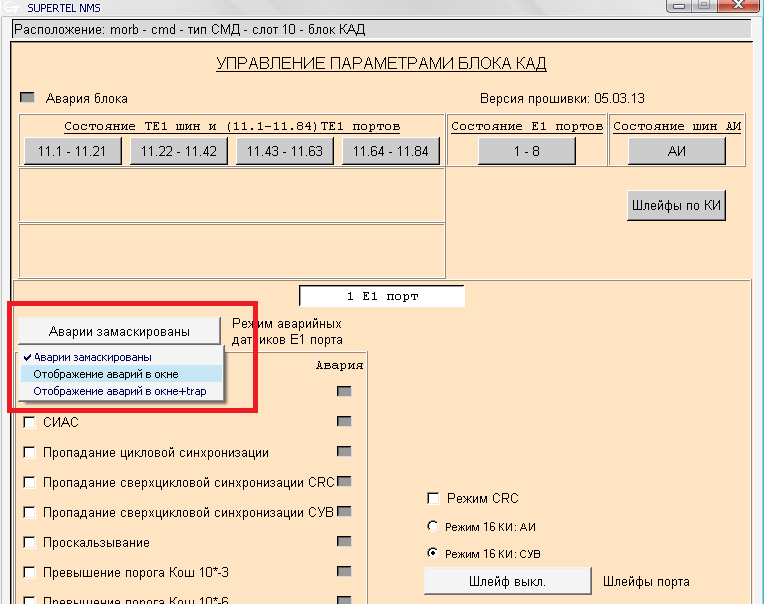 SUPERTEL NMS
Расположение: morb - cmd - тип СМД - слот 10 - блок КАД
УПРАВЛЕНИЕ ПАРАМЕТРАМИ БЛОКА КАД
Авария блока
Версия прошивки: 05.03.13
Состояние TE1 шин и (11.1-11.84)TE1 портов
Состояние E1 портов
Состояние шин АИ
11.1 - 11.21
11.22 - 11.42
11.43 - 11.63
11.64 - 11.84
1 - 8
АИ
Шлейфы по КИ
1 E1 порт
Аварии замаскированы
Режим аварийных
датчиков E1 порта
Аварии замаскированы
Отображение аварий в окне
Отображение аварий в окне+trap
Авария
СИАС
Пропадание цикловой синхронизации
Пропадание сверхцикловой синхронизации CRC
Пропадание сверхцикловой синхронизации СУВ
Проскальзывание
Превышение порога Кош 10*-3
Превышение порога Кош 10*-6
Режим CRC
Режим 16 КИ: АИ
Режим 16 КИ: СУВ
Шлейф выкл.
Шлейфы порта